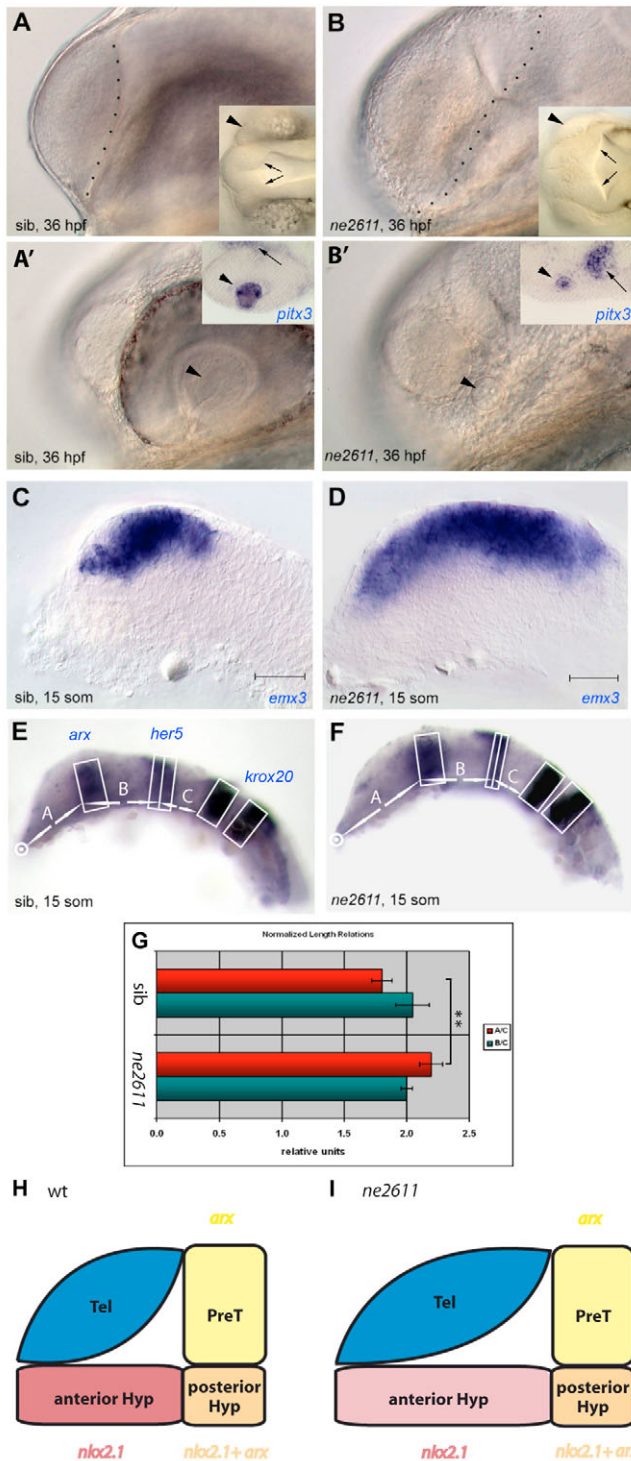 A
B
sib, 36 hpf
ne2611, 36 hpf
A'
pitx3
B'
pitx3
sib, 36 hpf
ne2611, 36 hpf
C
D
sib, 15 som
emx3
ne2611, 15 som
emx3
E
arx
her5
krox20
F
A
B
C
A
B
C
sib, 15 som
ne2611, 15 som
G
Normalized Length Relations
sib
ne2611
**
A/C
B/C
0.0 0.5 1.0 1.5 2.0 2.5
relative units
H wt
I ne2611
arx
arx
Tel
PreT
Tel
PreT
anterior Hyp
posterior Hyp
anterior Hyp
posterior Hyp
nkx2.1
nkx2.1+ arx
nkx2.1
nkx2.1+ ar